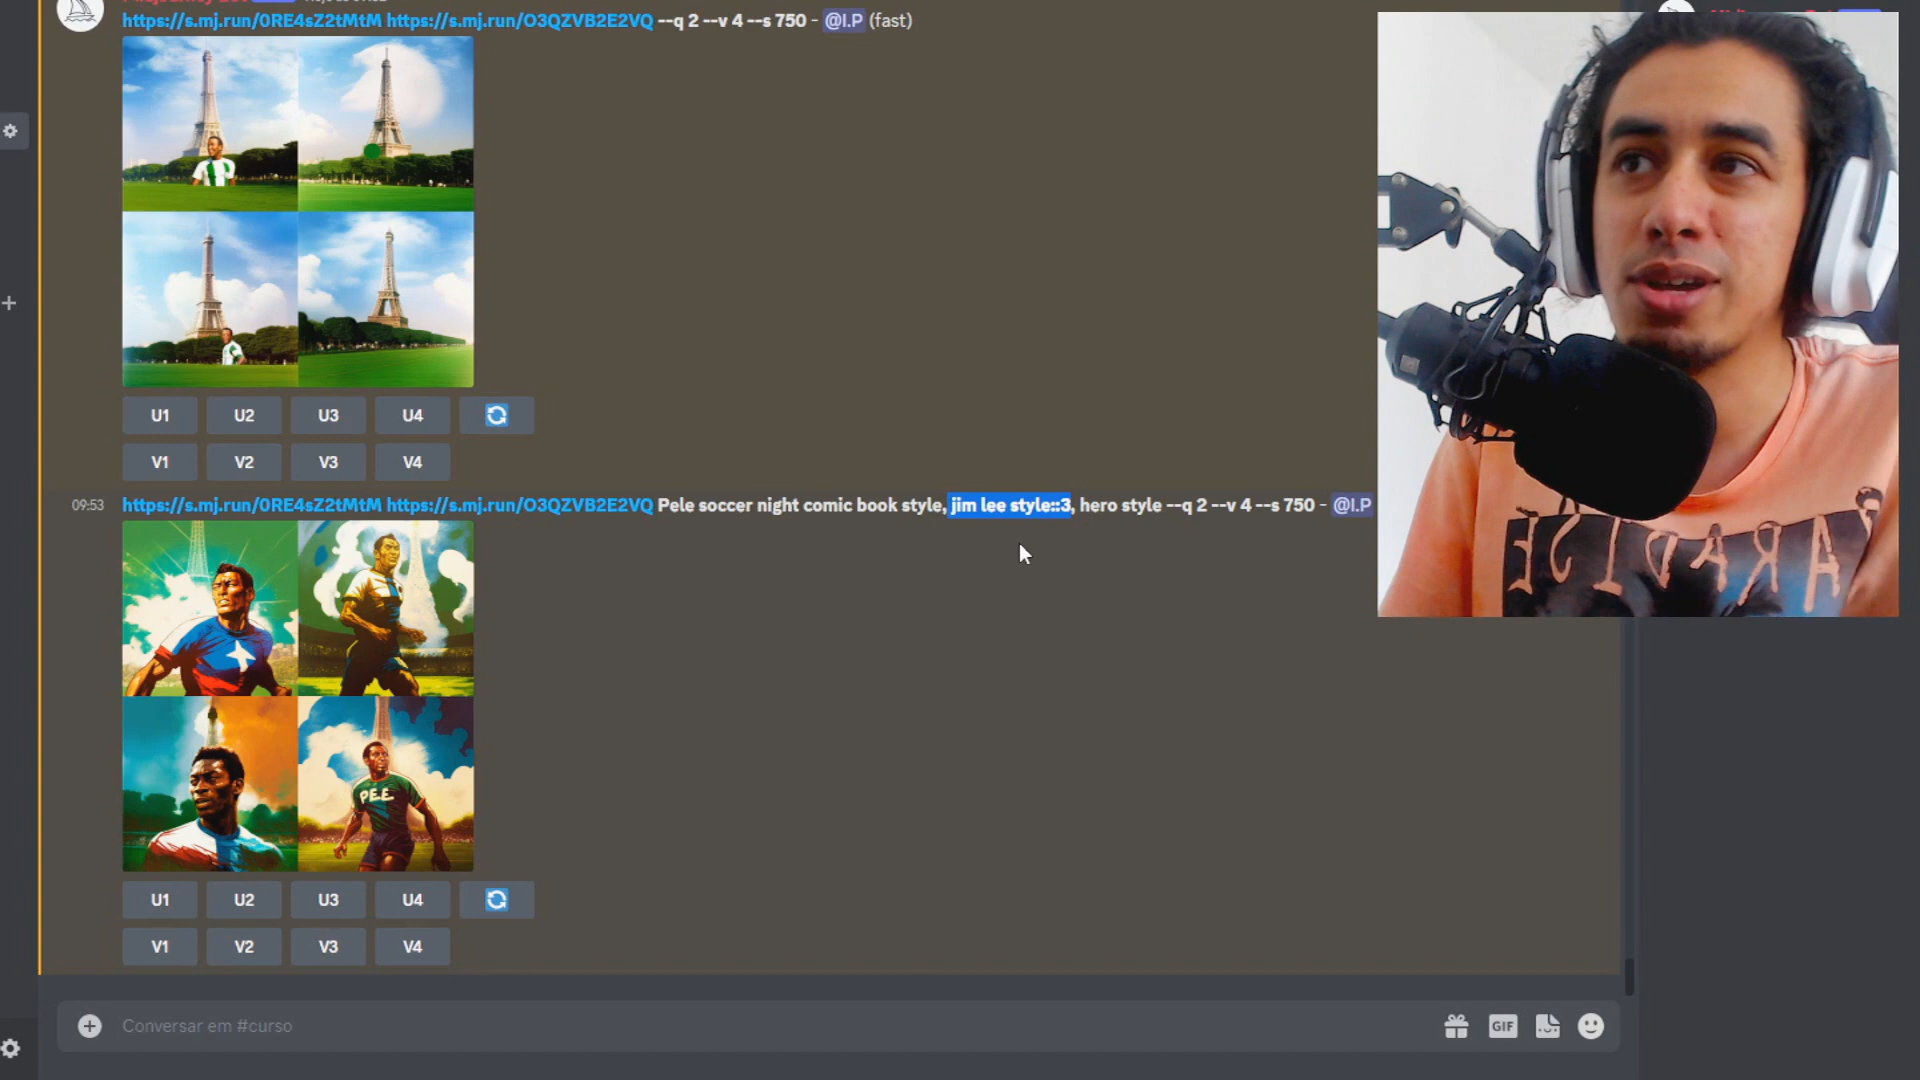 https://s.mj.run/0RE4sZ2tMtM https://s.mj.run/O3QZVB2E2VQ --q 2 --v 4 --s 750 - @I.P (fast)
U1 U2 U3 U4
V1 V2 V3 V4
09:53 https://s.mj.run/0RE4sZ2tMtM https://s.mj.run/O3QZVB2E2VQ Pele soccer night comic book style, jim lee style::3, hero style --q 2 --v 4 --s 750 - @I.P
PEE
PARADISE
U1 U2 U3 U4
V1 V2 V3 V4
Conversar em #curso
GIF